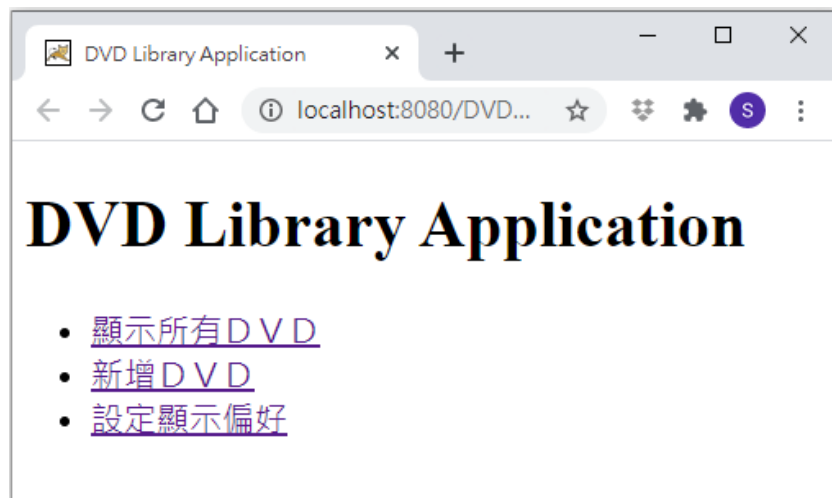 DVD Library Application
localhost:8080/DVD...
S
DVD Library Application
顯示所有ＤＶＤ
新增ＤＶＤ
設定顯示偏好